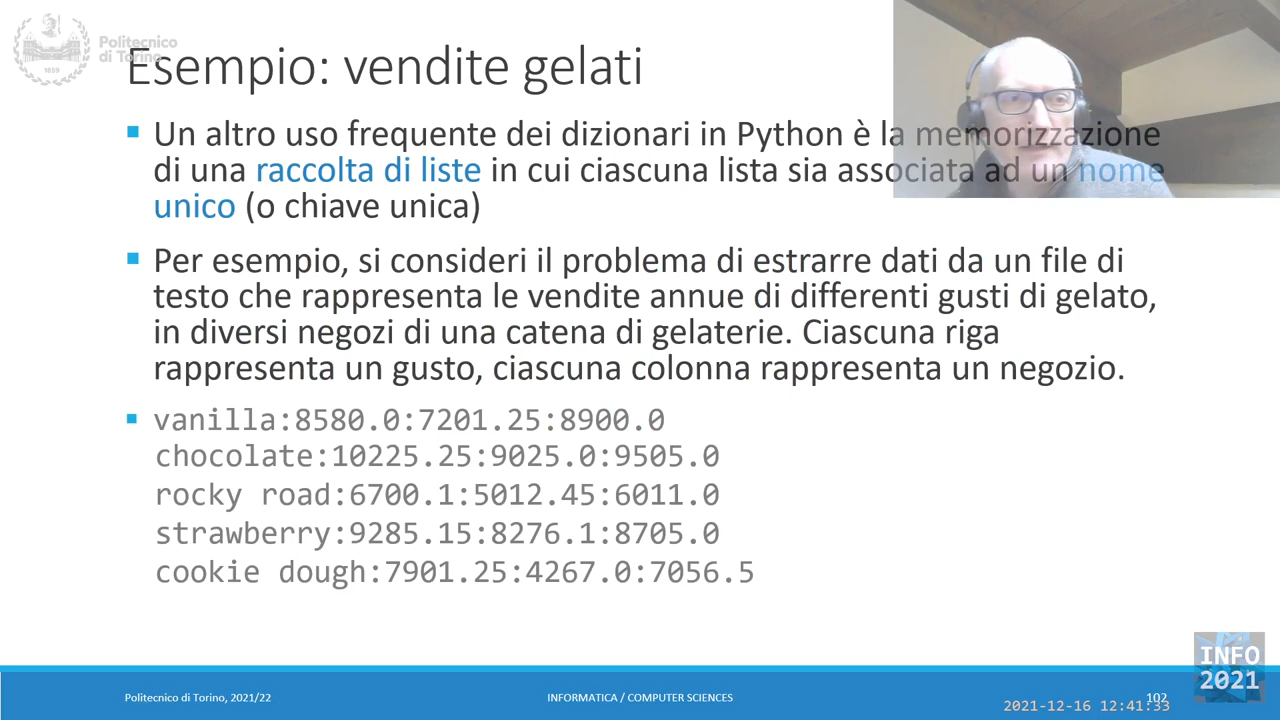 Politecnico
di Torino
1859
Esempio: vendite gelati
Un altro uso frequente dei dizionari in Python è la memorizzazione
di una raccolta di liste in cui ciascuna lista sia associata ad un nome
unico (o chiave unica)
Per esempio, si consideri il problema di estrarre dati da un file di
testo che rappresenta le vendite annue di differenti gusti di gelato,
in diversi negozi di una catena di gelaterie. Ciascuna riga
rappresenta un gusto, ciascuna colonna rappresenta un negozio.
vanilla:8580.0:7201.25:8900.0
chocolate:10225.25:9025.0:9505.0
rocky road:6700.1:5012.45:6011.0
strawberry:9285.15:8276.1:8705.0
cookie dough:7901.25:4267.0:7056.5
Politecnico di Torino, 2021/22
INFORMATICA / COMPUTER SCIENCES
102
INFO
2021
2021-12-16 12:41:33